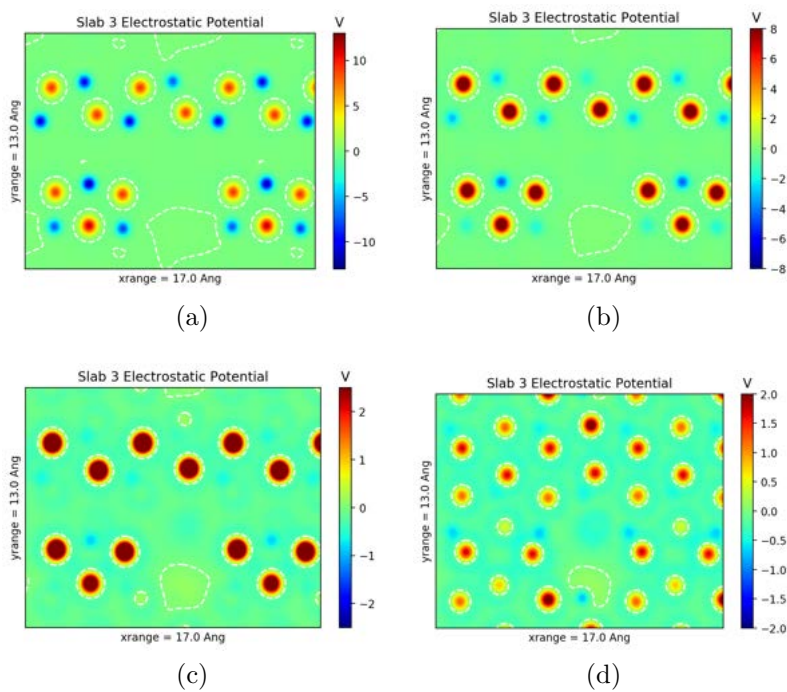 Slab 3 Electrostatic Potential V
yrange = 13.0 Ang
10
5
0
−5
−10
xrange = 17.0 Ang
(a)
Slab 3 Electrostatic Potential V
yrange = 13.0 Ang
8
6
4
2
0
−2
−4
−6
−8
xrange = 17.0 Ang
(b)
Slab 3 Electrostatic Potential V
yrange = 13.0 Ang
2
1
0
−1
−2
xrange = 17.0 Ang
(c)
Slab 3 Electrostatic Potential V
yrange = 13.0 Ang
2.0
1.5
1.0
0.5
0.0
−0.5
−1.0
−1.5
−2.0
xrange = 17.0 Ang
(d)